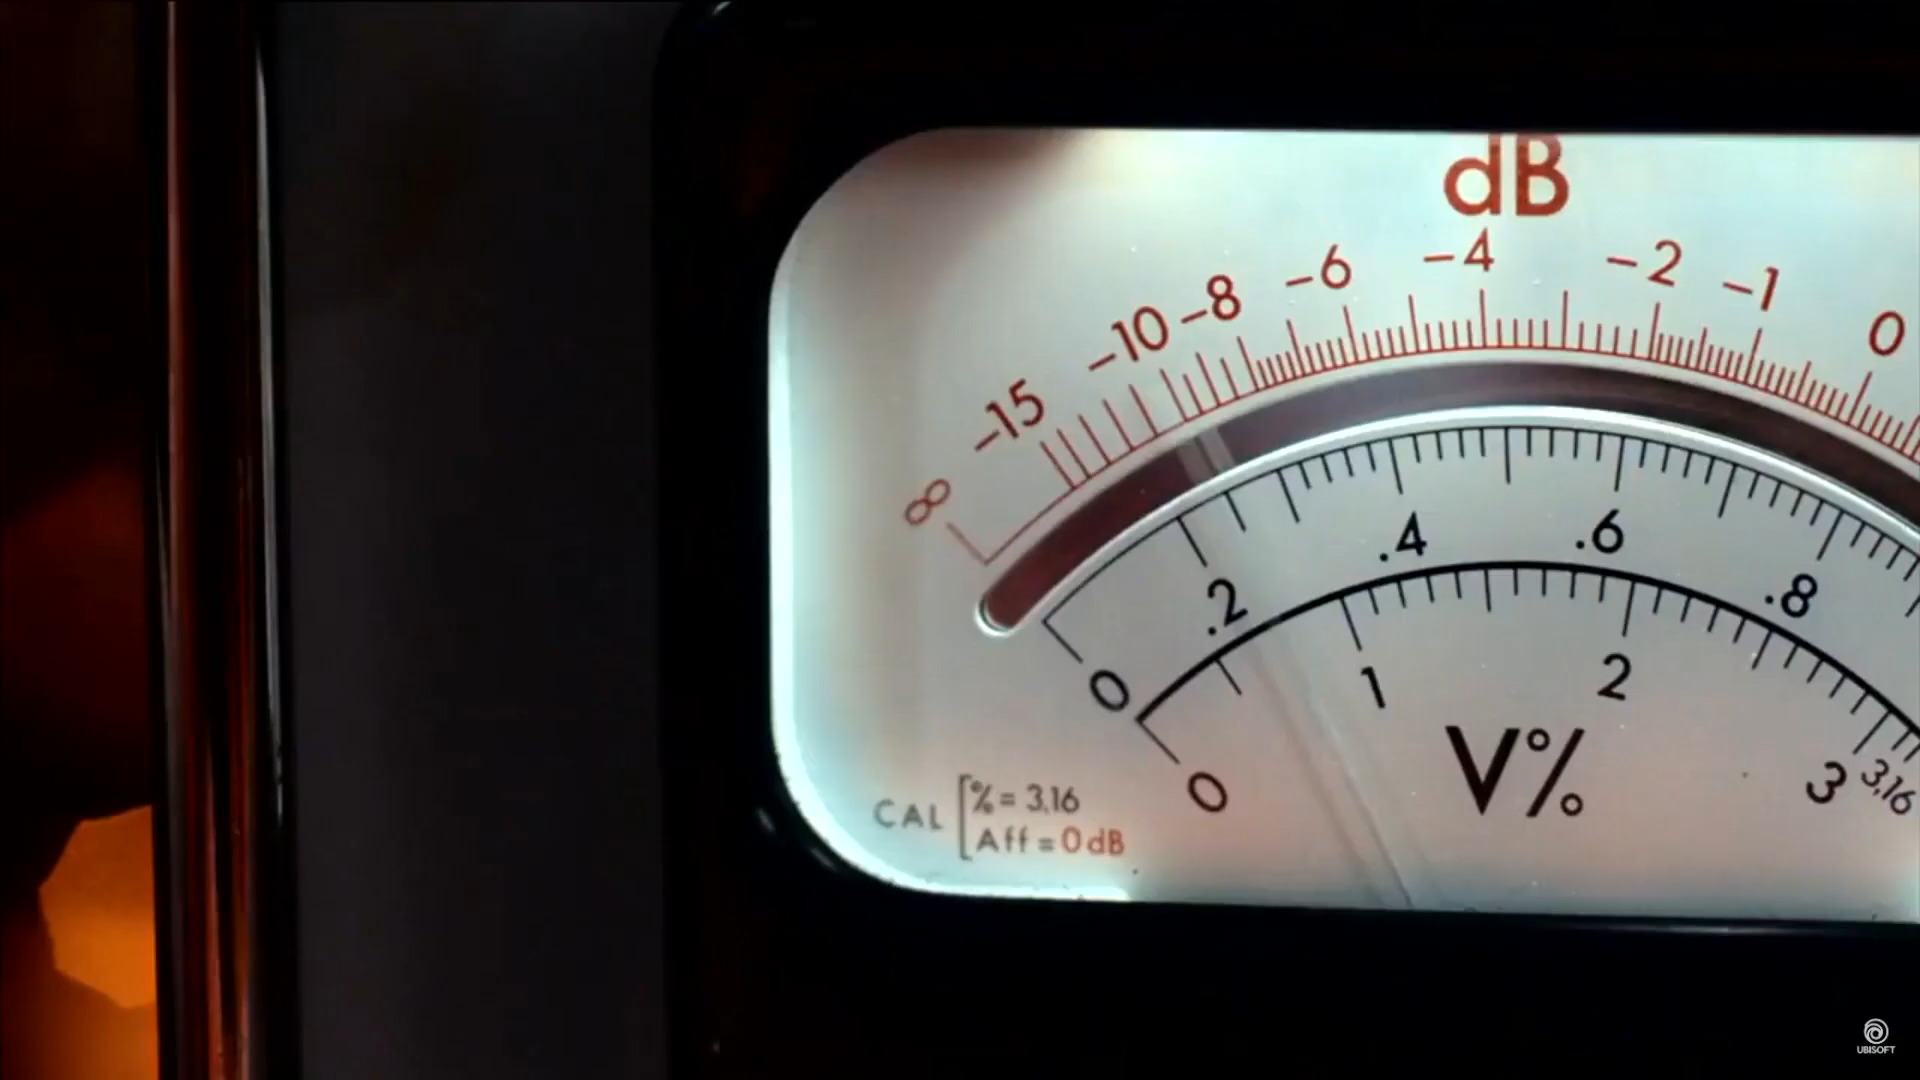 dB
∞ -15 -10 -8 -6 -4 -2 -1 0
0 .2 .4 .6 .8
0 1 2 3 3,16
V%
CAL [% = 3,16
Aff = 0 dB
UBISOFT